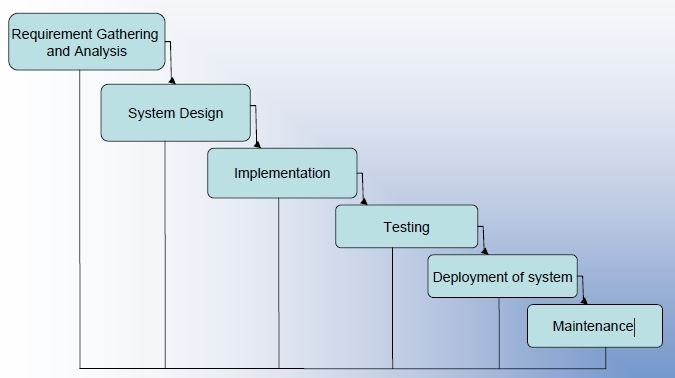 Requirement Gathering
and Analysis
System Design
Implementation
Testing
Deployment of system
Maintenance